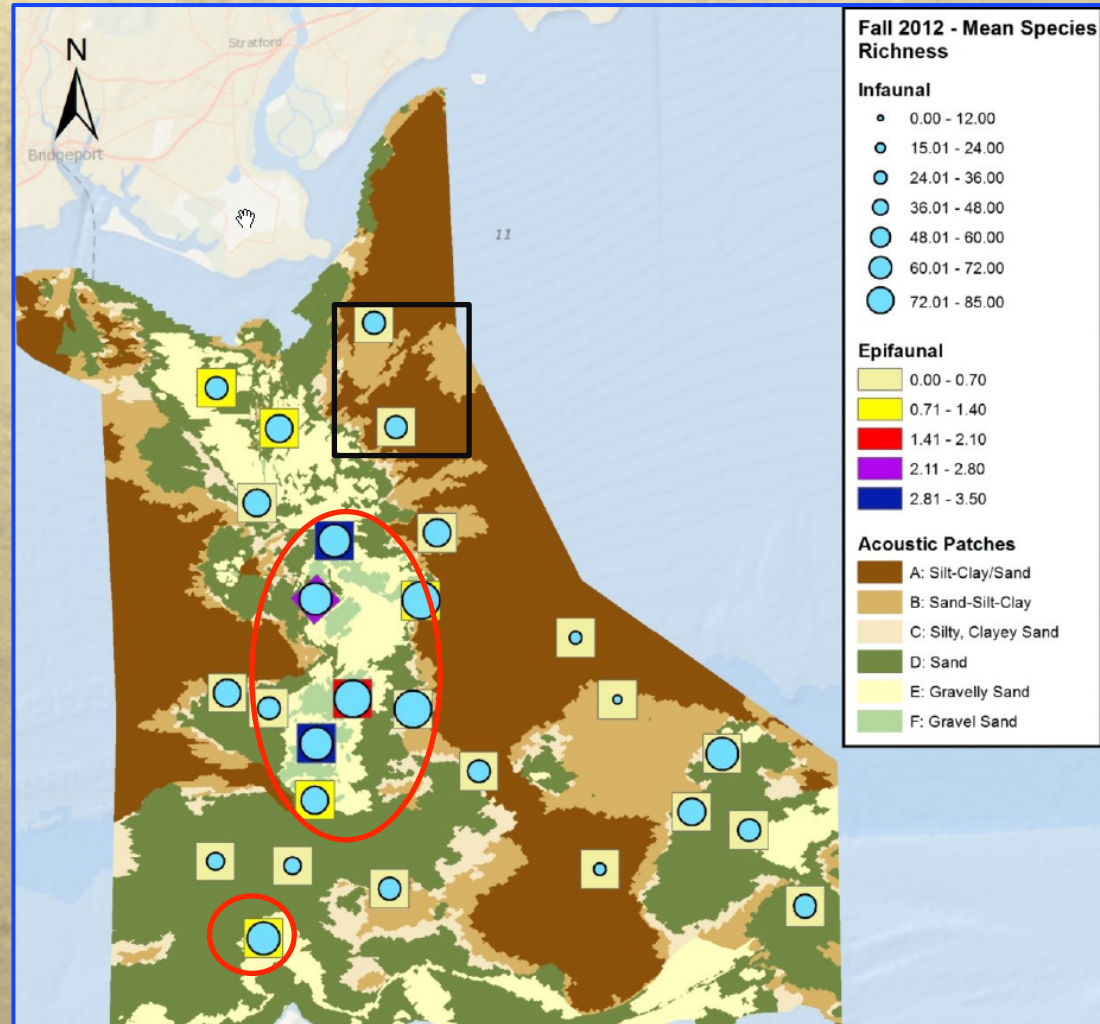 N
Stratford
Bridgeport
11
Fall 2012 - Mean Species
Richness
Infaunal
0.00 - 12.00
15.01 - 24.00
24.01 - 36.00
36.01 - 48.00
48.01 - 60.00
60.01 - 72.00
72.01 - 85.00
Epifaunal
0.00 - 0.70
0.71 - 1.40
1.41 - 2.10
2.11 - 2.80
2.81 - 3.50
Acoustic Patches
A: Silt-Clay/Sand
B: Sand-Silt-Clay
C: Silty, Clayey Sand
D: Sand
E: Gravelly Sand
F: Gravel Sand